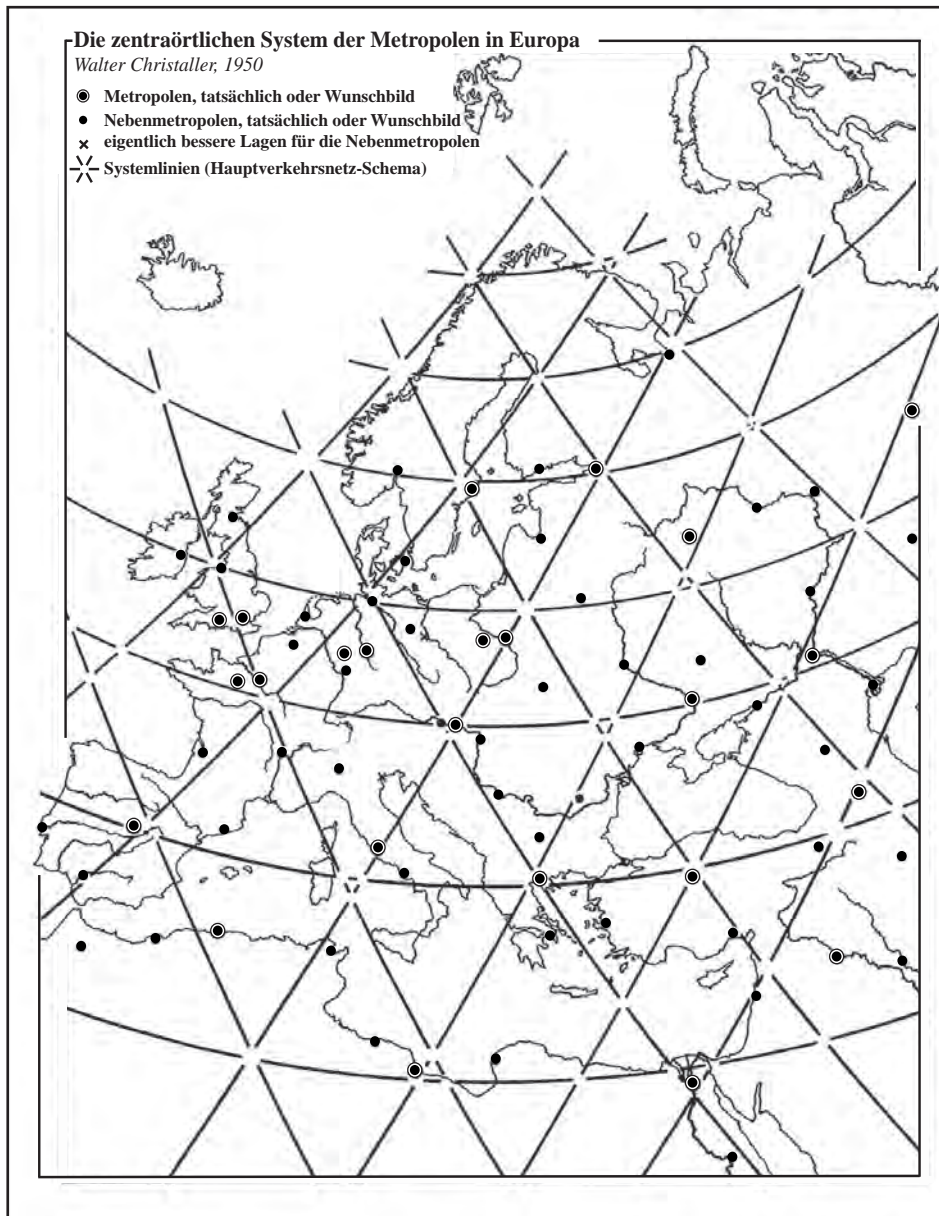 Die zentraörtlichen System der Metropolen in Europa
Walter Christaller, 1950
Metropolen, tatsächlich oder Wunschbild
Nebenmetropolen, tatsächlich oder Wunschbild
eigentlich bessere Lagen für die Nebenmetropolen
Systemlinien (Hauptverkehrsnetz-Schema)